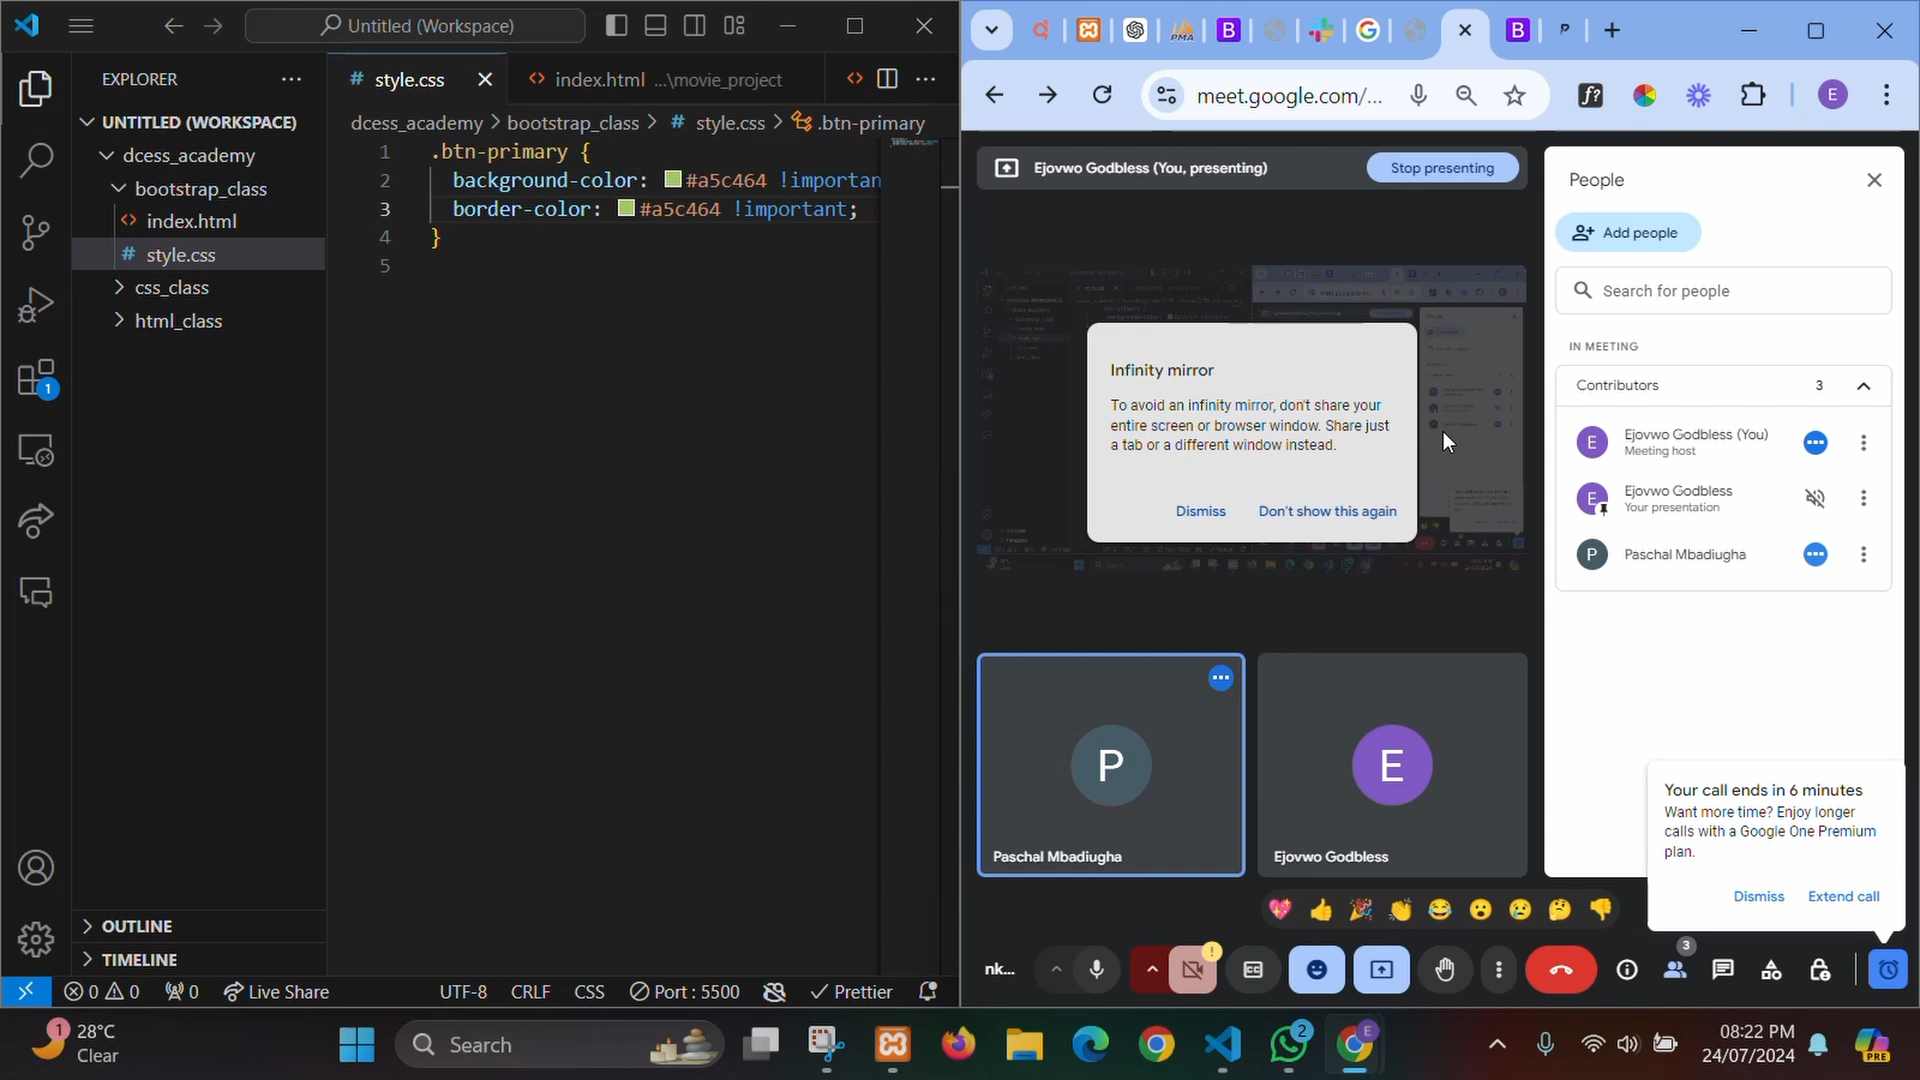 Untitled (Workspace)
EXPLORER
UNTITLED (WORKSPACE)
dcess_academy
bootstrap_class
index.html
style.css
css_class
html_class
OUTLINE
TIMELINE
1
style.css
index.html ...\movie_project
dcess_academy > bootstrap_class > # style.css > .btn-primary
1 .btn-primary {
2 background-color: #a5c464 !importan
3 border-color: #a5c464 !important;
4 }
5
0 0 0 Live Share UTF-8 CRLF CSS Port : 5500 Prettier
PMA
meet.google.com/...
E
Ejovwo Godbless (You, presenting)
Stop presenting
Infinity mirror
To avoid an infinity mirror, don't share your
entire screen or browser window. Share just
a tab or a different window instead.
Dismiss Don't show this again
P
Paschal Mbadiugha
E
Ejovwo Godbless
People
Add people
Search for people
IN MEETING
Contributors 3
E Ejovwo Godbless (You)
Meeting host
E Ejovwo Godbless
Your presentation
P Paschal Mbadiugha
Your call ends in 6 minutes
Want more time? Enjoy longer
calls with a Google One Premium
plan.
Dismiss Extend call
nk...
3
1 28°C
Clear
Search
2
E
08:22 PM
24/07/2024
PRE